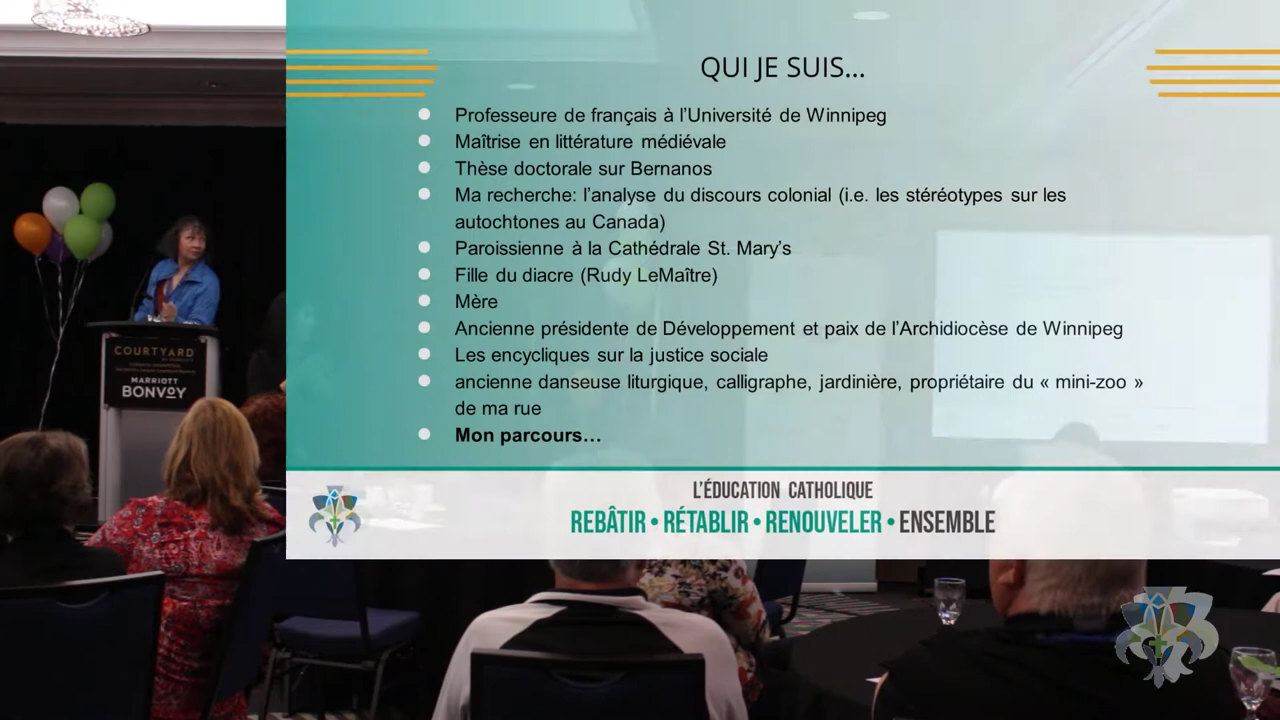 QUI JE SUIS...
Professeure de français à l'Université de Winnipeg
Maîtrise en littérature médiévale
Thèse doctorale sur Bernanos
Ma recherche: l'analyse du discours colonial (i.e. les stéréotypes sur les
autochtones au Canada)
Paroissienne à la Cathédrale St. Mary's
Fille du diacre (Rudy LeMaître)
Mère
Ancienne présidente de Développement et paix de l'Archidiocèse de Winnipeg
Les encycliques sur la justice sociale
ancienne danseuse liturgique, calligraphe, jardinière, propriétaire du « mini-zoo »
de ma rue
Mon parcours…
L'ÉDUCATION CATHOLIQUE
REBÂTIR • RÉTABLIR • RENOUVELER • ENSEMBLE
COURTYARD
MARRIOTT
BONVOY